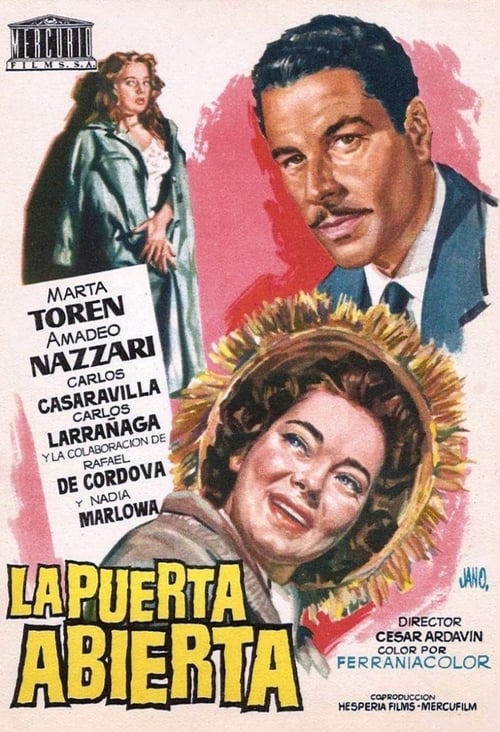 MERCURIO
FILMS. S.A.
MARTA
TOREN
AMADEO
NAZZARI
CARLOS
CASARAVILLA
CARLOS
LARRAÑAGA
Y LA COLABORACION DE
RAFAEL
DE CORDOVA
Y NADIA
MARLOWA
LA PUERTA
ABIERTA
JANO,
DIRECTOR
CESAR ARDAVIN
COLOR POR
FERRANIACOLOR
COPRODUCCION
HESPERIA FILMS - MERCUFILM